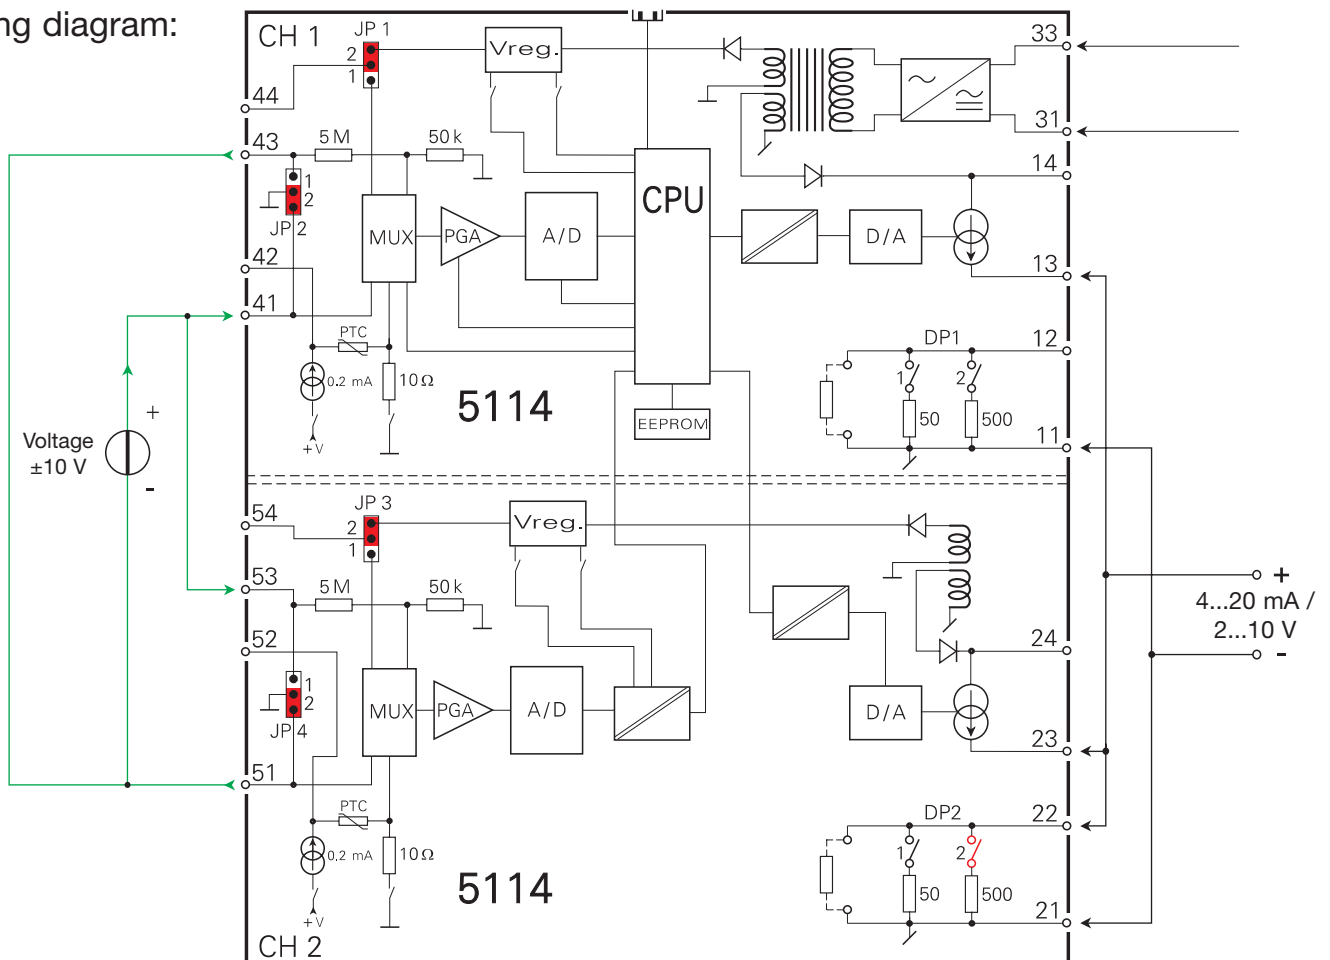 ng diagram:
CH 1
JP 1
2
1
Vreg.
33
44
43
5 M
50 k
31
14
1
2
JP 2
MUX
PGA
A/D
CPU
D/A
42
13
41
PTC
0.2 mA
10 Ω
+V
5114
EEPROM
DP1
12
1
2
50
500
11
Voltage
±10 V
+
-
54
JP 3
2
1
Vreg.
53
5 M
50 k
52
1
2
JP 4
MUX
PGA
A/D
D/A
24
23
51
PTC
0.2 mA
10 Ω
+V
5114
DP2
22
1
2
50
500
21
CH 2
+
4...20 mA /
2...10 V
-